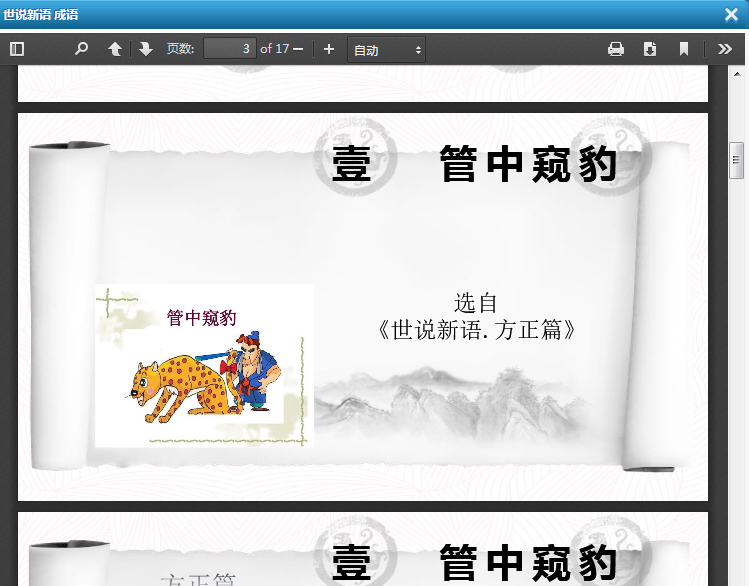 世说新语 成语
页数: 3 of 17
自动
壹 管中窥豹
管中窥豹
选自
《世说新语.方正篇》
壹 管中窥豹
方正篇